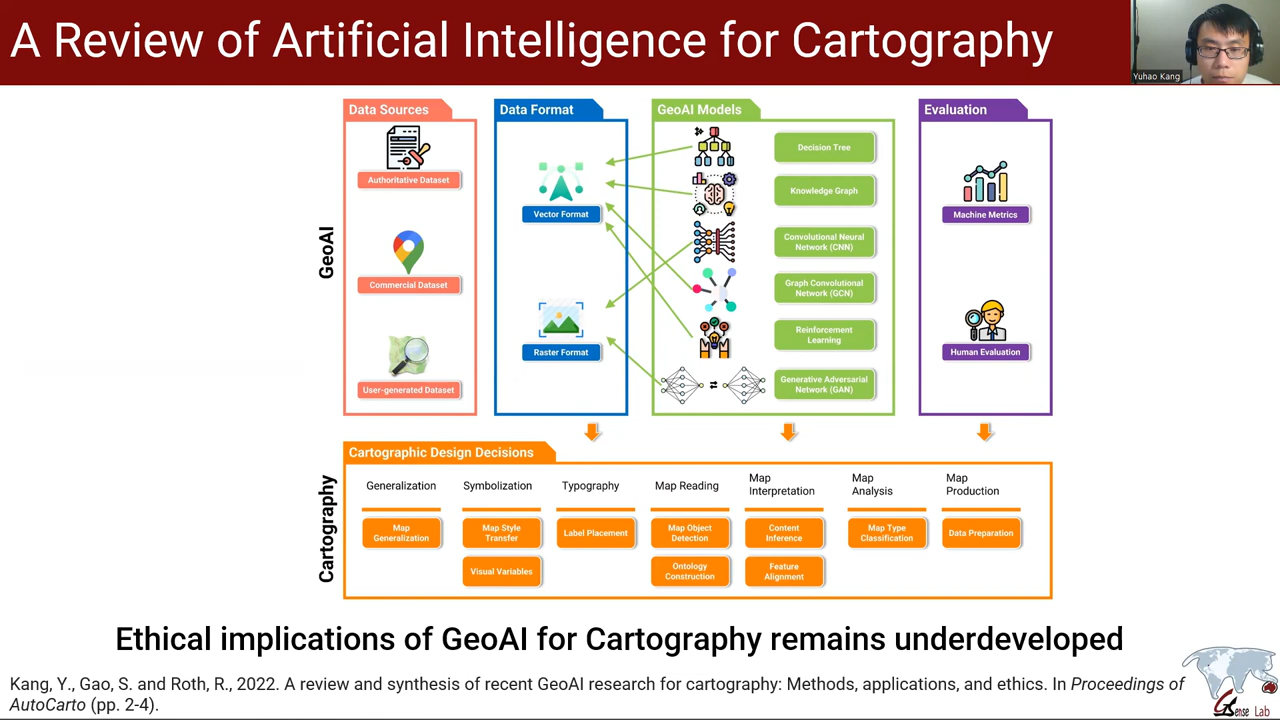 A Review of Artificial Intelligence for Cartography
Yuhao Kang
GeoAI
Data Sources
Authoritative Dataset
Commercial Dataset
User-generated Dataset
Data Format
Vector Format
Raster Format
GeoAI Models
Decision Tree
Knowledge Graph
Convolutional Neural
Network (CNN)
Graph Convolutional
Network (GCN)
Reinforcement
Learning
Generative Adversarial
Network (GAN)
Evaluation
Machine Metrics
Human Evaluation
Cartography
Cartographic Design Decisions
Generalization
Map
Generalization
Symbolization
Map Style
Transfer
Visual Variables
Typography
Label Placement
Map Reading
Map Object
Detection
Ontology
Construction
Map
Interpretation
Content
Inference
Feature
Alignment
Map
Analysis
Map Type
Classification
Map
Production
Data Preparation
Ethical implications of GeoAI for Cartography remains underdeveloped
Kang, Y., Gao, S. and Roth, R., 2022. A review and synthesis of recent GeoAI research for cartography: Methods, applications, and ethics. In Proceedings of
AutoCarto (pp. 2-4).
GeoSense Lab